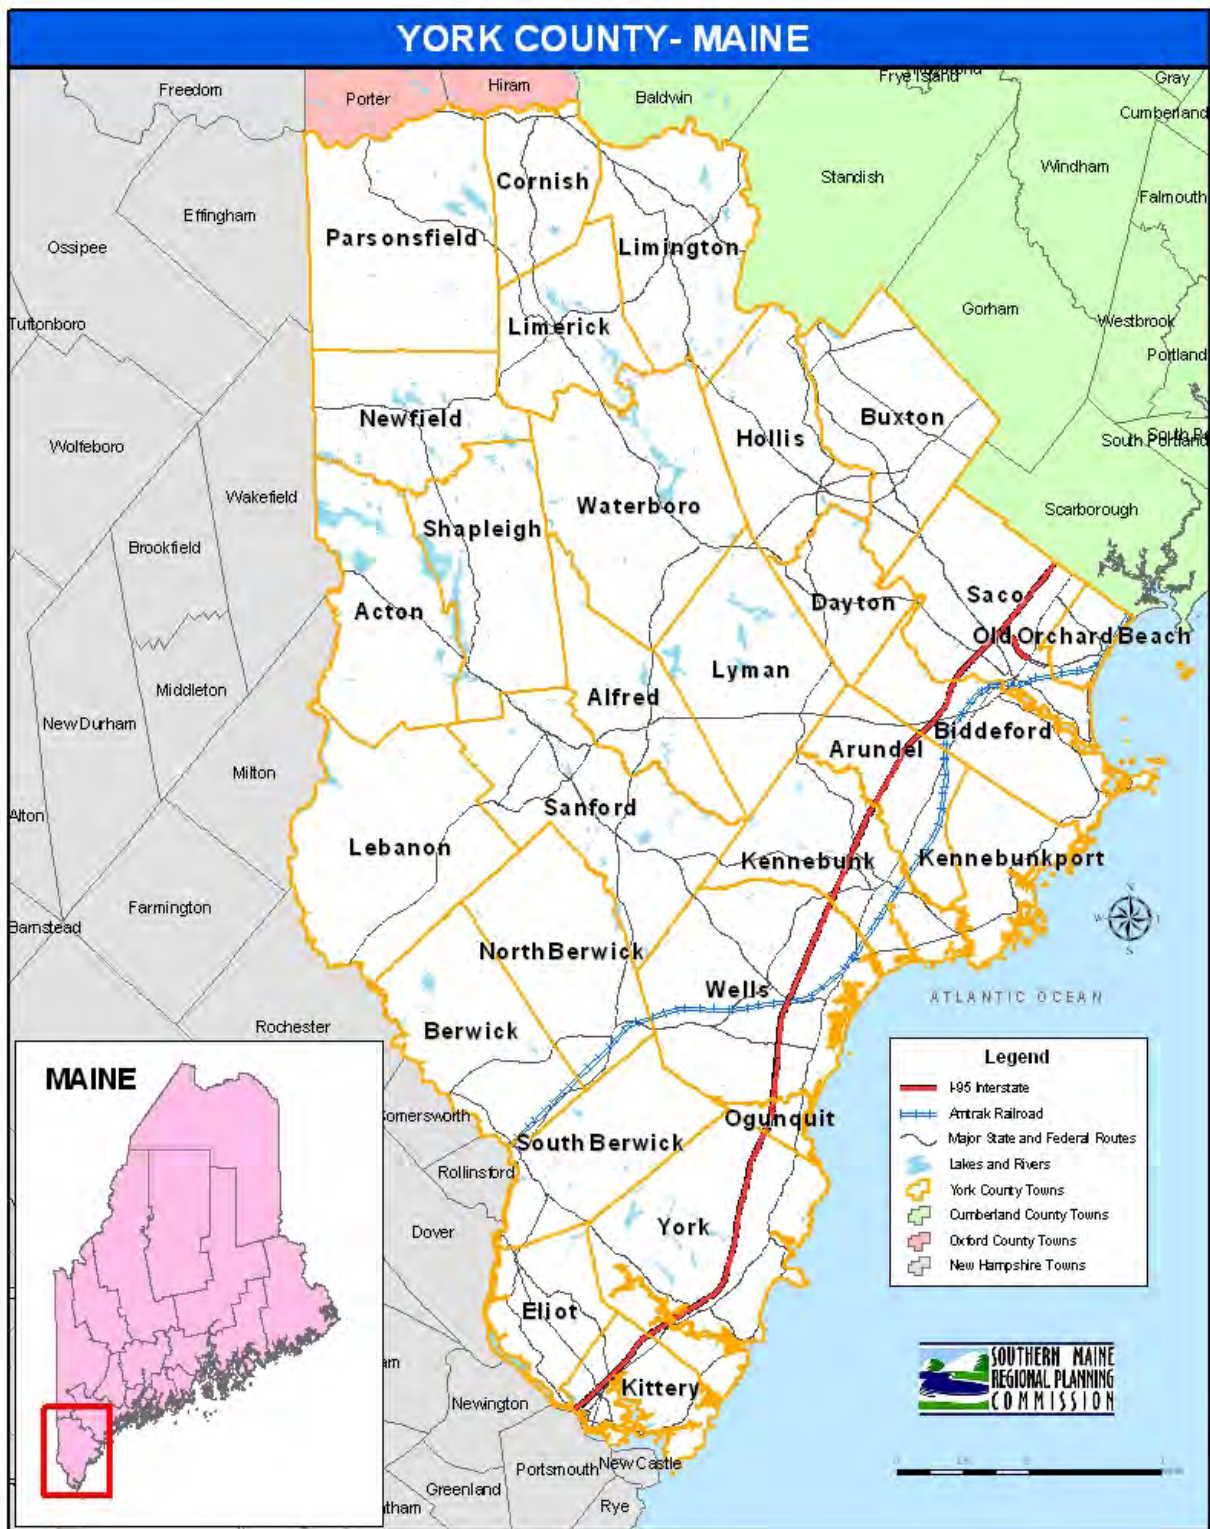 YORK COUNTY- MAINE
Freedom
Porter
Hiram
Baldwin
Frye Island
Gray
Cumberland
Windham
Standish
Falmouth
Cornish
Effingham
Ossipee
Parsonsfield
Limington
Gorham
Tuftonboro
Limerick
Westbrook
Portland
Newfield
Buxton
Hollis
Wolfeboro
South Portland
Wakefield
Waterboro
Scarborough
Shapleigh
Brookfield
Acton
Dayton
Saco
Old Orchard Beach
Lyman
Middleton
Alfred
New Durham
Biddeford
Arundel
Milton
Sanford
Alton
Lebanon
Kennebunk
Kennebunkport
Farmington
Barnstead
N
W
S
North Berwick
Wells
ATLANTIC OCEAN
Rochester
Berwick
MAINE
Somersworth
Ogunquit
South Berwick
Rollinsford
Dover
York
Eliot
Kittery
Newington
Portsmouth
New Castle
Greenland
Rye
Legend
I-95 Interstate
Amtrak Railroad
Major State and Federal Routes
Lakes and Rivers
York County Towns
Cumberland County Towns
Oxford County Towns
New Hampshire Towns
SOUTHERN MAINE
REGIONAL PLANNING
COMMISSION